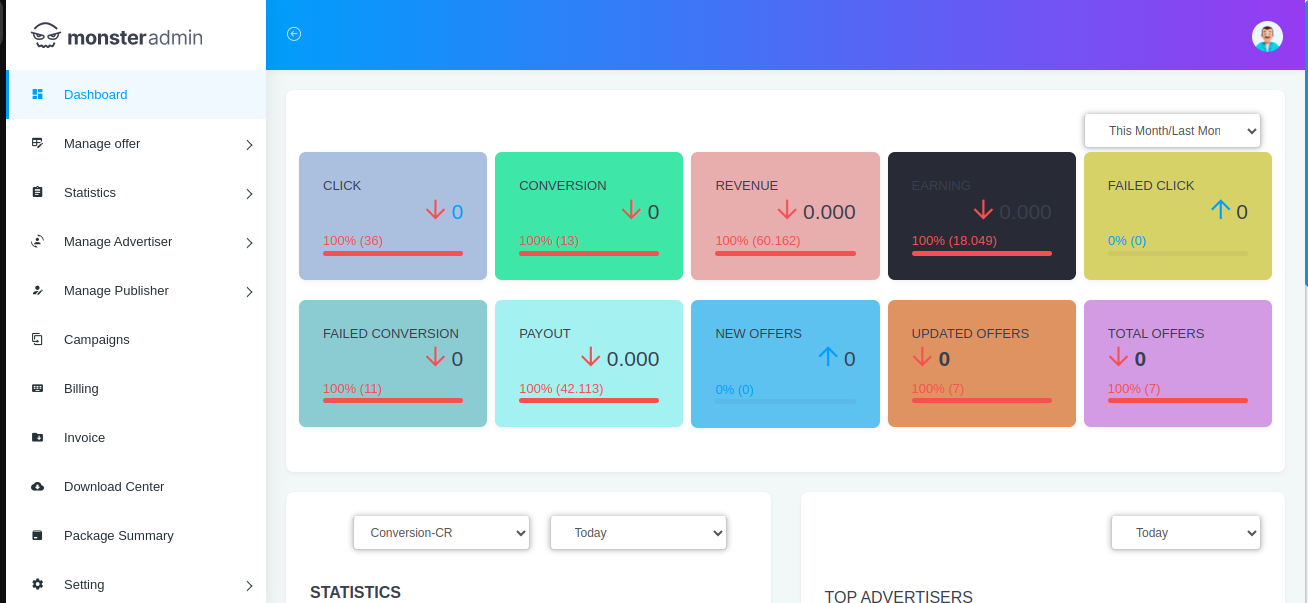 monsteradmin
Dashboard
Manage offer
Statistics
Manage Advertiser
Manage Publisher
Campaigns
Billing
Invoice
Download Center
Package Summary
Setting
This Month/Last Mon
CLICK
0
100% (36)
CONVERSION
0
100% (13)
REVENUE
0.000
100% (60.162)
EARNING
0.000
100% (18.049)
FAILED CLICK
0
0% (0)
FAILED CONVERSION
0
100% (11)
PAYOUT
0.000
100% (42.113)
NEW OFFERS
0
0% (0)
UPDATED OFFERS
0
100% (7)
TOTAL OFFERS
0
100% (7)
Conversion-CR
Today
STATISTICS
Today
TOP ADVERTISERS